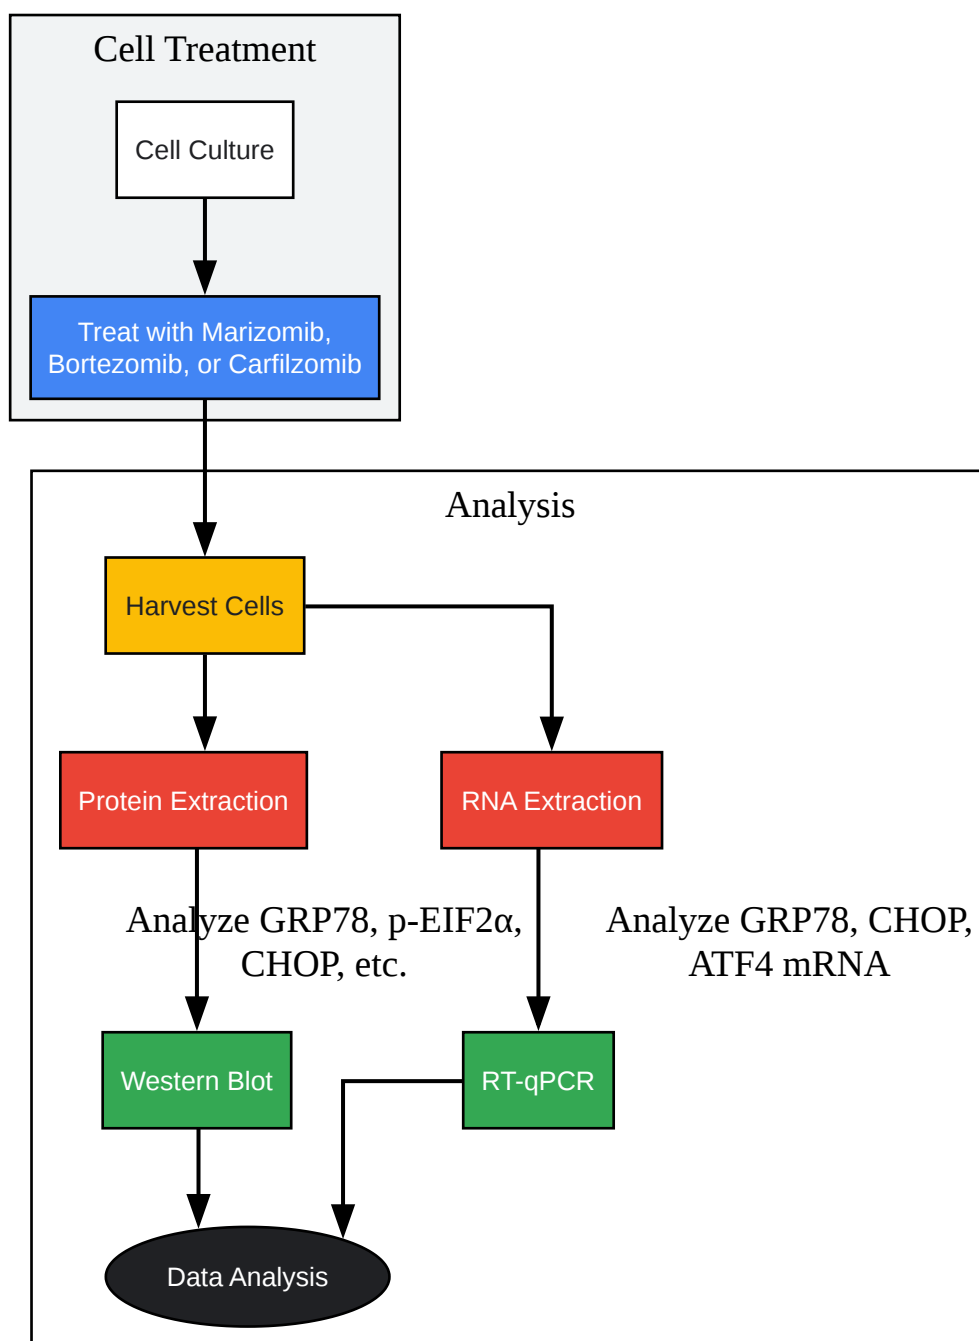 Cell Treatment
Cell Culture
Treat with Marizomib,
Bortezomib, or Carfilzomib
Analysis
Harvest Cells
Protein Extraction
RNA Extraction
Analyze GRP78, p-EIF2α,
CHOP, etc.
Analyze GRP78, CHOP,
ATF4 mRNA
Western Blot
RT-qPCR
Data Analysis